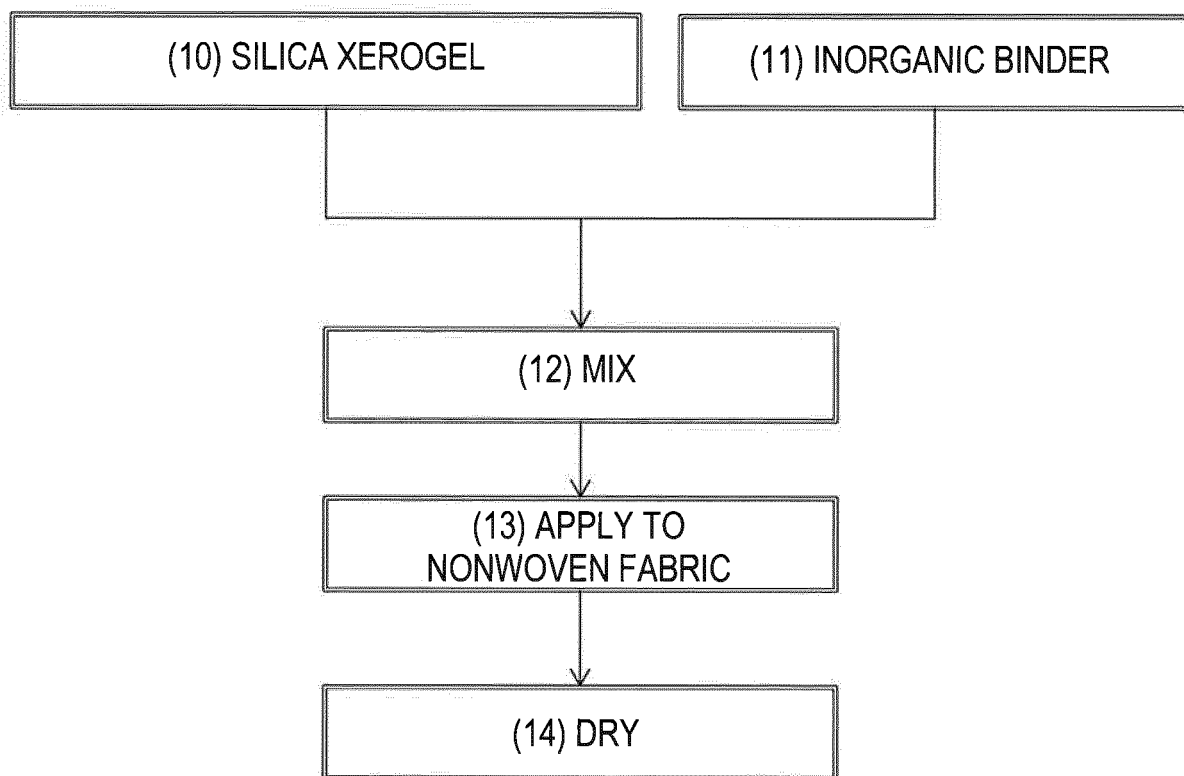 (10) SILICA XEROGEL
(11) INORGANIC BINDER
(12) MIX
(13) APPLY TO
NONWOVEN FABRIC
(14) DRY